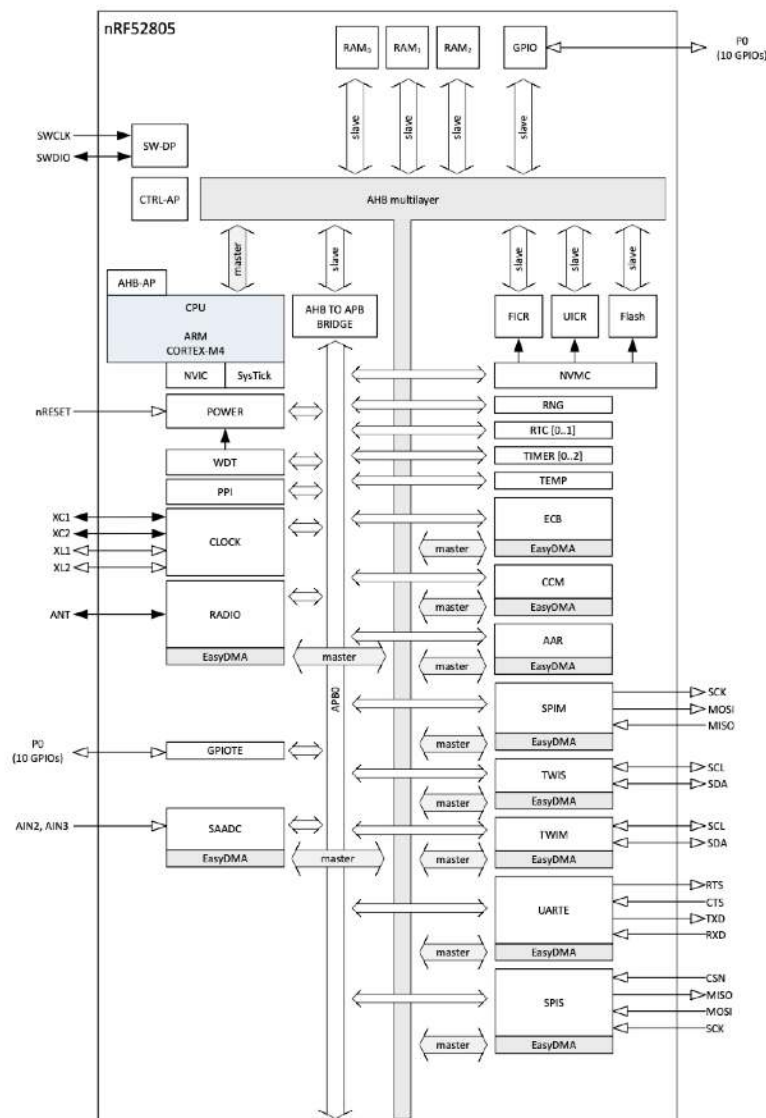 nRF52805
RAM0
RAM1
RAM2
GPIO
P0
(10 GPIOs)
slave
slave
slave
slave
SWCLK
SWDIO
SW-DP
CTRL-AP
AHB multilayer
master
slave
slave
slave
slave
AHB-AP
CPU
ARM
CORTEX-M4
AHB TO APB
BRIDGE
FICR
UICR
Flash
NVIC
SysTick
NVMC
nRESET
POWER
RNG
RTC [0..1]
WDT
TIMER [0..2]
PPI
TEMP
XC1
XC2
XL1
XL2
CLOCK
ECB
master
EasyDMA
ANT
RADIO
EasyDMA
master
CCM
master
EasyDMA
AAR
master
EasyDMA
APB0
SPIM
master
EasyDMA
SCK
MOSI
MISO
P0
(10 GPIOs)
GPIOTE
TWIS
master
EasyDMA
SCL
SDA
AIN2, AIN3
SAADC
EasyDMA
master
TWIM
master
EasyDMA
SCL
SDA
UARTE
master
EasyDMA
RTS
CTS
TXD
RXD
SPIS
master
EasyDMA
CSN
MISO
MOSI
SCK